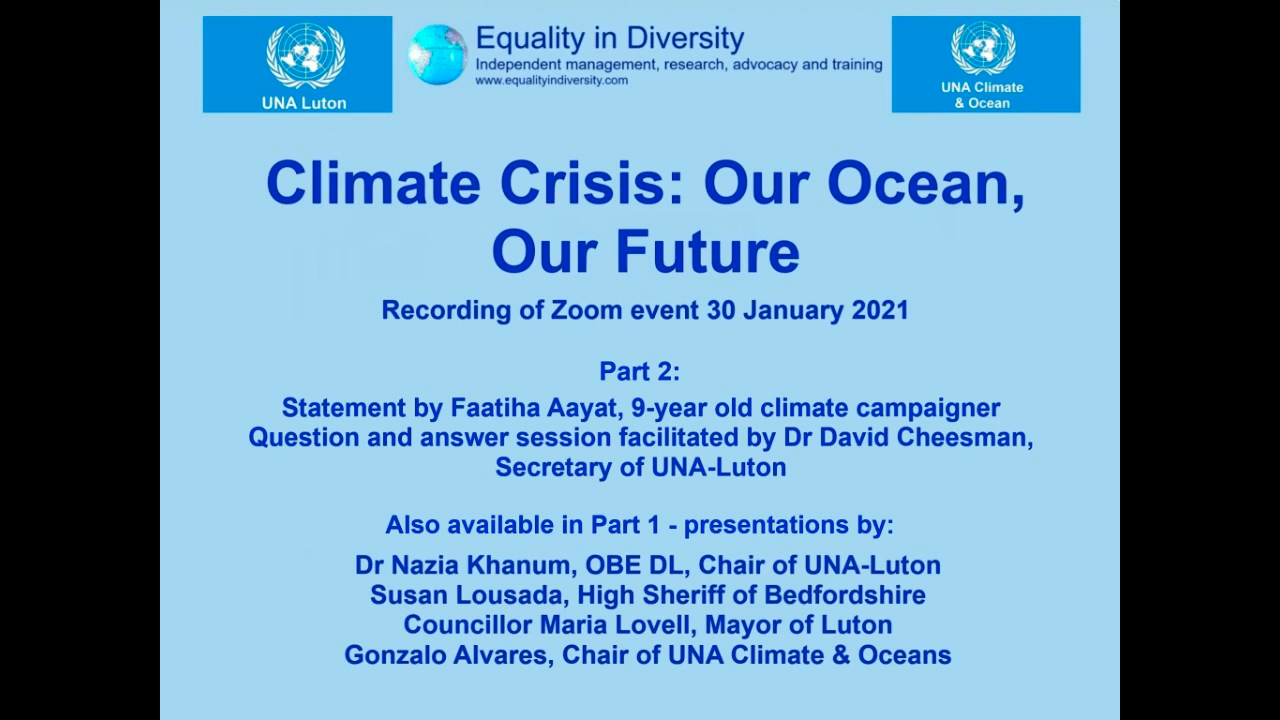 UNA Luton
Equality in Diversity
Independent management, research, advocacy and training
www.equalityindiversity.com
UNA Climate
& Ocean
Climate Crisis: Our Ocean,
Our Future
Recording of Zoom event 30 January 2021
Part 2:
Statement by Faatiha Aayat, 9-year old climate campaigner
Question and answer session facilitated by Dr David Cheesman,
Secretary of UNA-Luton
Also available in Part 1 - presentations by:
Dr Nazia Khanum, OBE DL, Chair of UNA-Luton
Susan Lousada, High Sheriff of Bedfordshire
Councillor Maria Lovell, Mayor of Luton
Gonzalo Alvares, Chair of UNA Climate & Oceans